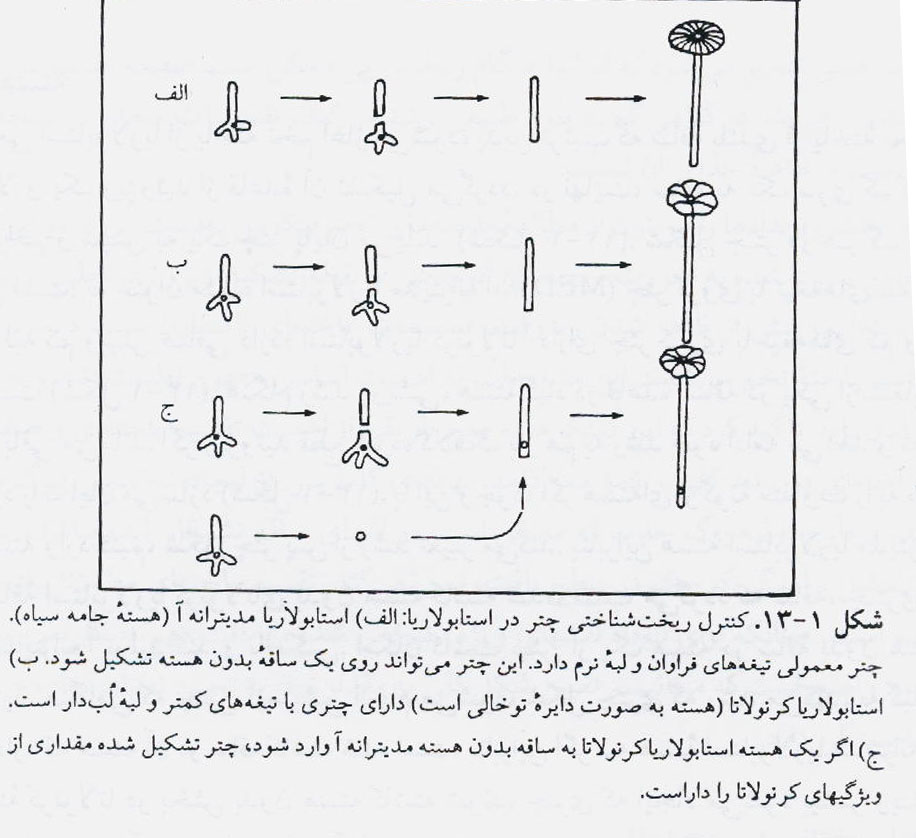 الف
ب
ج
شکل ۱-۱۳. کنترل ریخت‌شناختی چتر در استابولاریا: الف) استابولاریا مدیترانه آ (هستهٔ جامه سیاه).
چتر معمولی تیغه‌های فراوان و لبهٔ نرم دارد. این چتر می‌تواند روی یک ساقهٔ بدون هسته تشکیل شود. ب)
استابولاریا کرنولاتا (هسته به صورت دایرهٔ توخالی است) دارای چتری با تیغه‌های کمتر و لبهٔ لُب‌دار است.
ج) اگر یک هسته استابولاریا کرنولاتا به ساقه بدون هسته مدیترانه آ وارد شود، چتر تشکیل شده مقداری از
ویژگیهای کرنولاتا را داراست.